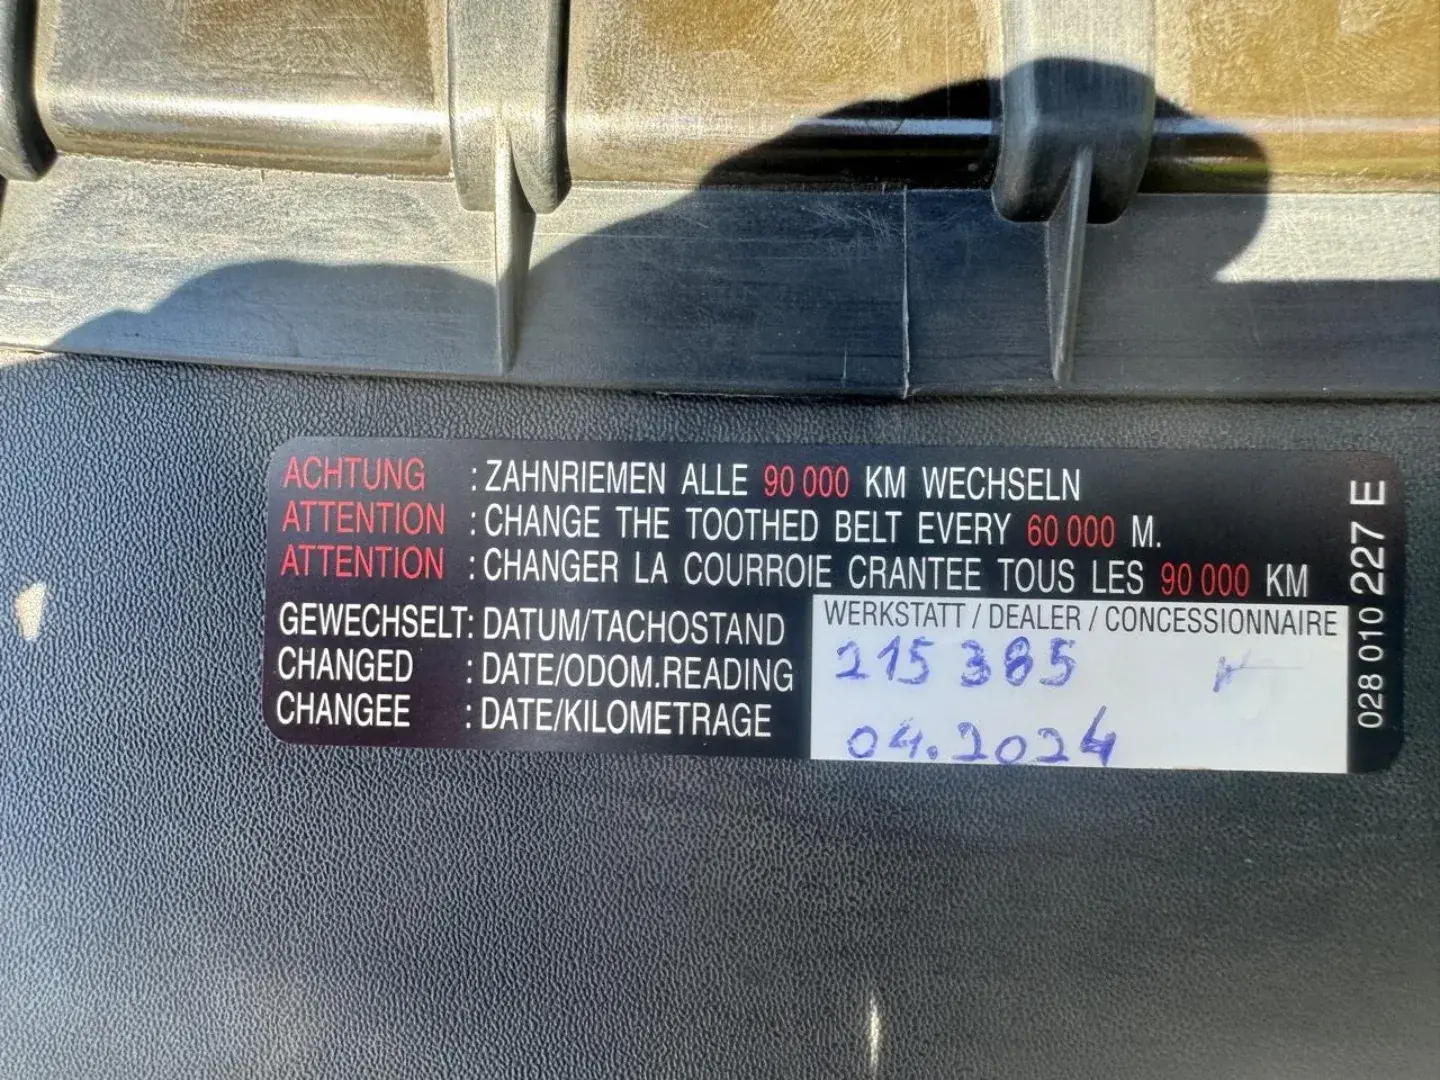 ACHTUNG : ZAHNRIEMEN ALLE 90 000 KM WECHSELN
ATTENTION : CHANGE THE TOOTHED BELT EVERY 60 000 M.
ATTENTION : CHANGER LA COURROIE CRANTEE TOUS LES 90 000 KM
GEWECHSELT: DATUM/TACHOSTAND
CHANGED : DATE/ODOM.READING
CHANGEE : DATE/KILOMETRAGE
WERKSTATT / DEALER / CONCESSIONNAIRE
215 385
04.2024
028 010 227 E